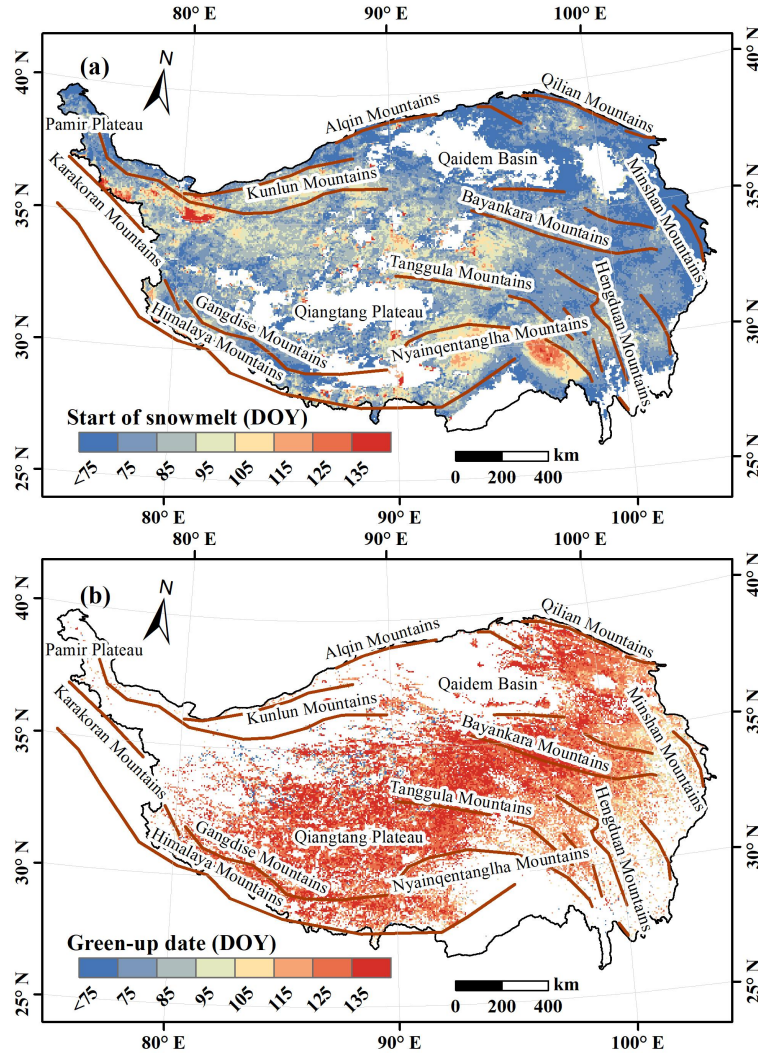 80° E 90° E 100° E
(a)
N
40° N
40° N
Pamir Plateau
Alqin Mountains
Qilian Mountains
Karakoran Mountains
Kunlun Mountains
Qaidem Basin
Minshan Mountains
35° N
35° N
Bayankara Mountains
Tanggula Mountains
Hengduan Mountains
Qiangtang Plateau
Gangdise Mountains
Himalaya Mountains
Nyainqentanglha Mountains
30° N
30° N
Start of snowmelt (DOY)
<75 75 85 95 105 115 125 135
km
0 200 400
25° N
25° N
80° E 90° E 100° E
80° E 90° E 100° E
(b)
N
40° N
40° N
Pamir Plateau
Alqin Mountains
Qilian Mountains
Karakoran Mountains
Kunlun Mountains
Qaidem Basin
Minshan Mountains
35° N
35° N
Bayankara Mountains
Tanggula Mountains
Hengduan Mountains
Qiangtang Plateau
Gangdise Mountains
Himalaya Mountains
Nyainqentanglha Mountains
30° N
30° N
Green-up date (DOY)
<75 75 85 95 105 115 125 135
km
0 200 400
25° N
25° N
80° E 90° E 100° E